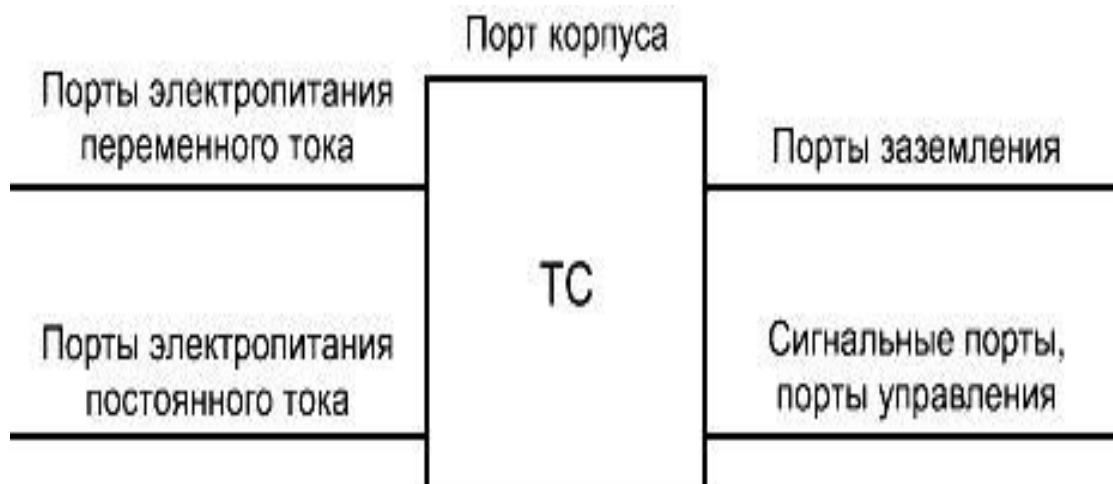 Порт корпуса
Порты электропитания
переменного тока
Порты заземления
ТС
Порты электропитания
постоянного тока
Сигнальные порты,
порты управления